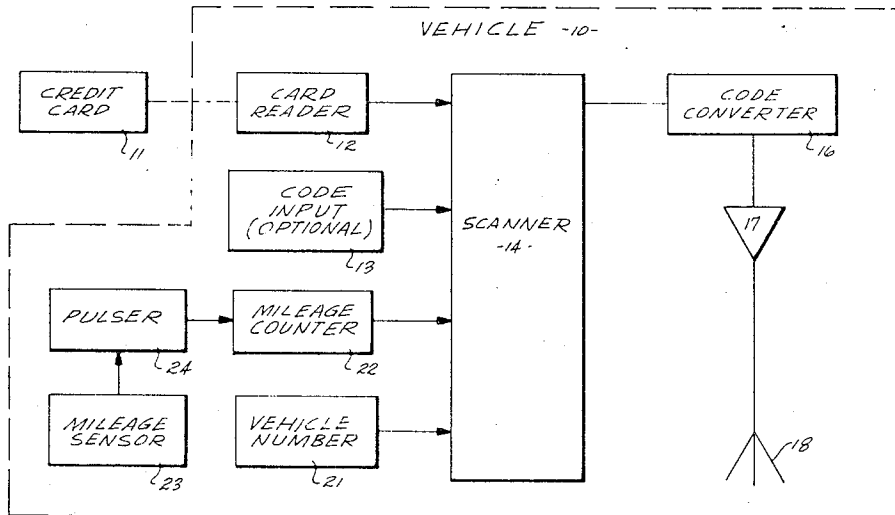 VEHICLE -10-
CREDIT
CARD
11
CARD
READER
12
CODE
INPUT
(OPTIONAL)
13
SCANNER
-14-
CODE
CONVERTER
16
17
PULSER
24
MILEAGE
COUNTER
22
MILEAGE
SENSOR
23
VEHICLE
NUMBER
21
18